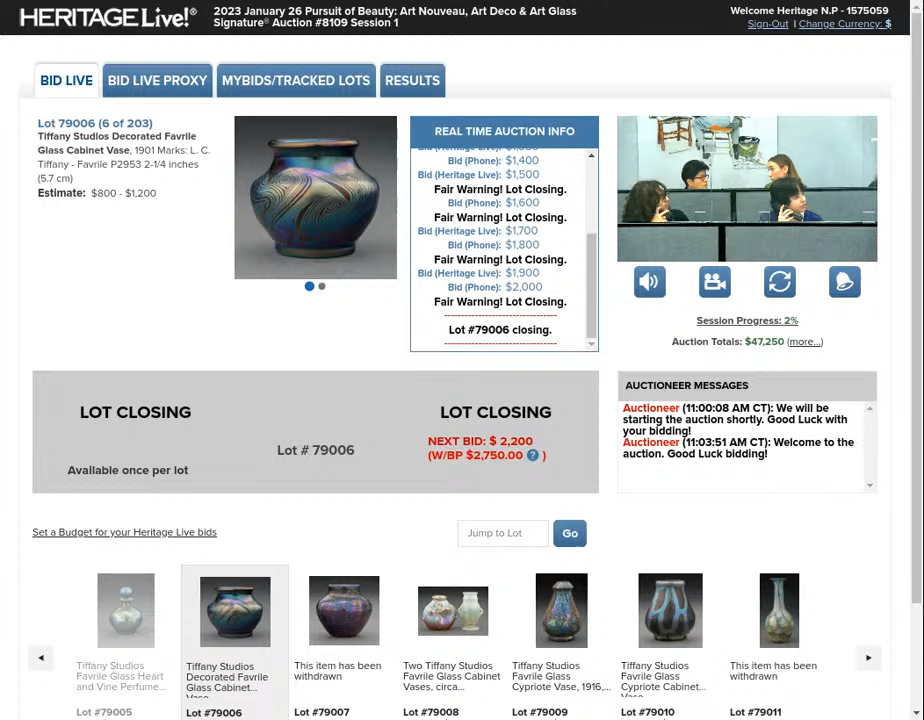 HERITAGE Live!®
2023 January 26 Pursuit of Beauty: Art Nouveau, Art Deco & Art Glass
Signature® Auction #8109 Session 1
Welcome Heritage N.P - 1575059
Sign-Out | Change Currency: $
BID LIVE
BID LIVE PROXY
MYBIDS/TRACKED LOTS
RESULTS
Lot 79006 (6 of 203)
Tiffany Studios Decorated Favrile
Glass Cabinet Vase, 1901 Marks: L. C.
Tiffany - Favrile P2953 2-1/4 inches
(5.7 cm)
Estimate: $800 - $1,200
REAL TIME AUCTION INFO
Bid (Phone): $1,400
Bid (Heritage Live): $1,500
Fair Warning! Lot Closing.
Bid (Phone): $1,600
Fair Warning! Lot Closing.
Bid (Heritage Live): $1,700
Bid (Phone): $1,800
Fair Warning! Lot Closing.
Bid (Heritage Live): $1,900
Bid (Phone): $2,000
Fair Warning! Lot Closing.
--------------------------------
Lot #79006 closing.
--------------------------------
Session Progress: 2%
Auction Totals: $47,250 (more...)
LOT CLOSING
Available once per lot
Lot # 79006
LOT CLOSING
NEXT BID: $ 2,200
(W/BP $2,750.00 ? )
AUCTIONEER MESSAGES
Auctioneer (11:00:08 AM CT): We will be
starting the auction shortly. Good Luck with
your bidding!
Auctioneer (11:03:51 AM CT): Welcome to the
auction. Good Luck bidding!
Set a Budget for your Heritage Live bids
Jump to Lot
Go
Tiffany Studios
Favrile Glass Heart
and Vine Perfume...
Lot #79005
Tiffany Studios
Decorated Favrile
Glass Cabinet...
Vase
Lot #79006
This item has been
withdrawn
Lot #79007
Two Tiffany Studios
Favrile Glass Cabinet
Vases, circa...
Lot #79008
Tiffany Studios
Favrile Glass
Cypriote Vase, 1916,...
Lot #79009
Tiffany Studios
Favrile Glass
Cypriote Cabinet...
Vase
Lot #79010
This item has been
withdrawn
Lot #79011